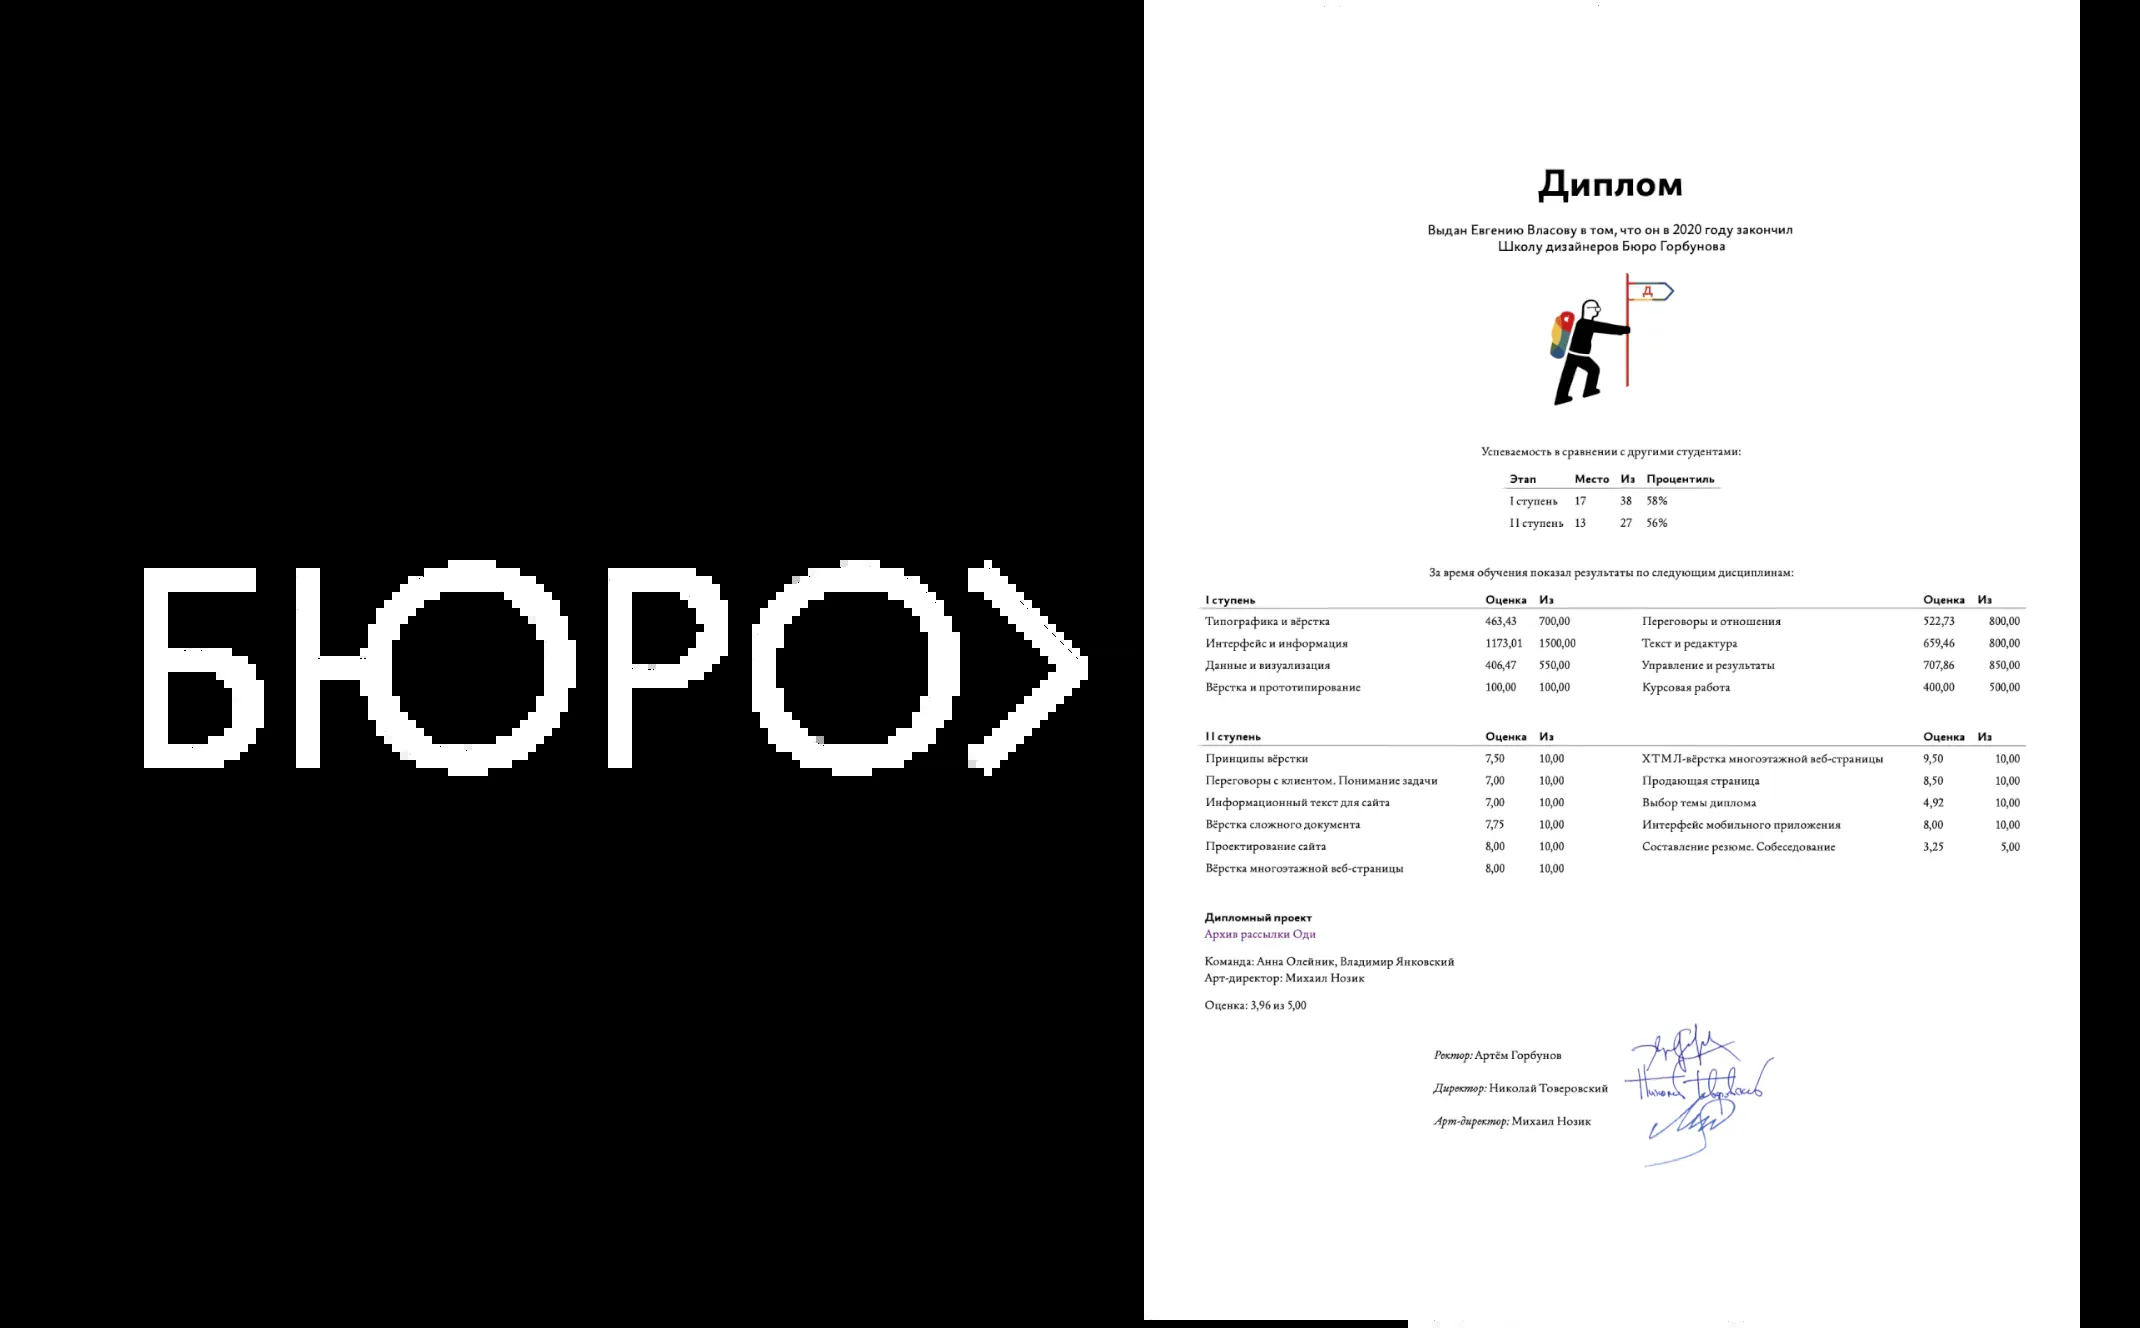 БЮРО>
Диплом
Выдан Евгению Власову в том, что он в 2020 году закончил
Школу дизайнеров Бюро Горбунова
Д
Успеваемость в сравнении с другими студентами:
Этап Место Из Процентиль
I ступень 17 38 58%
II ступень 13 27 56%
За время обучения показал результаты по следующим дисциплинам:
I ступень Оценка Из Оценка Из
Типографика и вёрстка 463,43 700,00 Переговоры и отношения 522,73 800,00
Интерфейс и информация 1173,01 1500,00 Текст и редактура 659,46 800,00
Данные и визуализация 406,47 550,00 Управление и результаты 707,86 850,00
Вёрстка и прототипирование 100,00 100,00 Курсовая работа 400,00 500,00
II ступень Оценка Из Оценка Из
Принципы вёрстки 7,50 10,00 ХТМЛ-вёрстка многоэтажной веб-страницы 9,50 10,00
Переговоры с клиентом. Понимание задачи 7,00 10,00 Продающая страница 8,50 10,00
Информационный текст для сайта 7,00 10,00 Выбор темы диплома 4,92 10,00
Вёрстка сложного документа 7,75 10,00 Интерфейс мобильного приложения 8,00 10,00
Проектирование сайта 8,00 10,00 Составление резюме. Собеседование 3,25 5,00
Вёрстка многоэтажной веб-страницы 8,00 10,00
Дипломный проект
Архив рассылки Оди
Команда: Анна Олейник, Владимир Янковский
Арт-директор: Михаил Нозик
Оценка: 3,96 из 5,00
Ректор: Артём Горбунов
Директор: Николай Товеровский
Арт-директор: Михаил Нозик